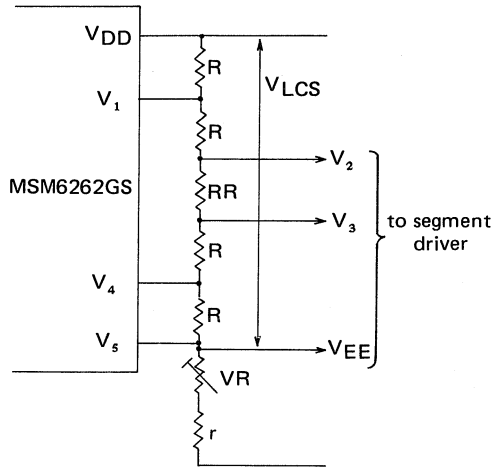 VDD
R
VLCS
V1
R
V2
MSM6262GS
RR
V3
to segment
driver
R
V4
R
V5
VEE
VR
r